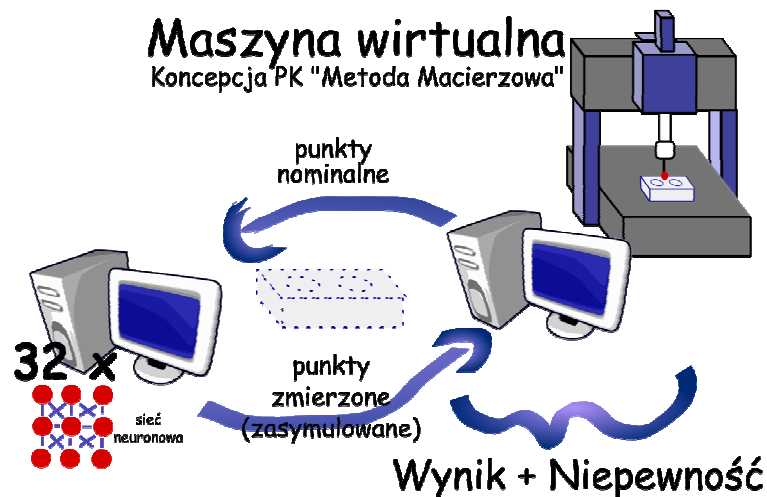 Maszyna wirtualna
Koncepcja PK "Metoda Macierzowa"
punkty
nominalne
32 x
sieć
neuronowa
punkty
zmierzone
(zasymulowane)
Wynik + Niepewność